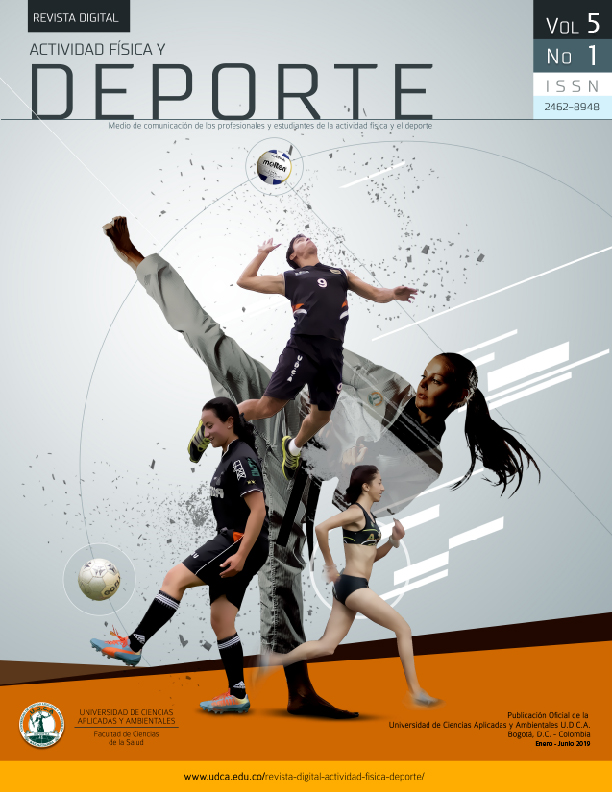 REVISTA DIGITAL
VOL 5
No 1
ISSN
2462-3948
ACTIVIDAD FÍSICA Y
DEPORTE
Medio de comunicación de los profesionales y estudiantes de la actividad física y el deporte
molten
9
UDCA
UNIVERSIDAD DE CIENCIAS
APLICADAS Y AMBIENTALES
Facultad de Ciencias
de la Salud
Publicación Oficial de la
Universidad de Ciencias Aplicadas y Ambientales U.D.C.A.
Bogotá, D.C. - Colombia
Enero - Junio 2019
www.udca.edu.co/revista-digital-actividad-fisica-deporte/